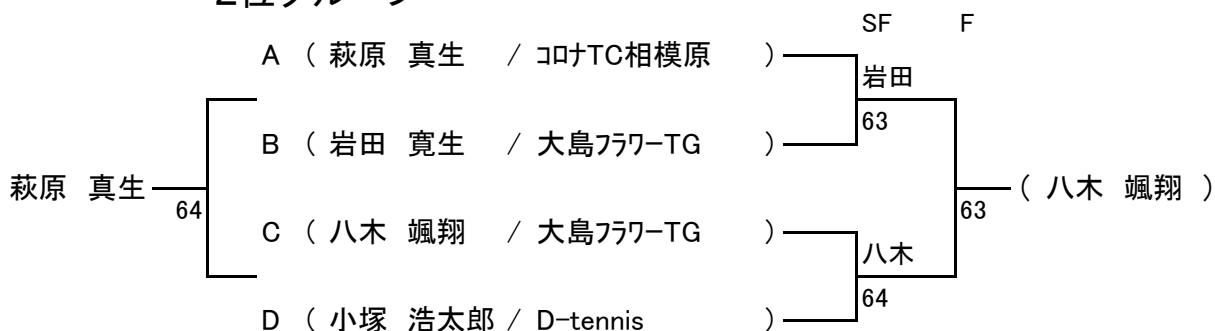 2位グループ
SF F
A ( 萩原 真生 / コロナTC相模原 )
岩田
63
B ( 岩田 寛生 / 大島フラワーTG )
萩原 真生
64
( 八木 颯翔 )
63
C ( 八木 颯翔 / 大島フラワーTG )
八木
64
D ( 小塚 浩太郎 / D-tennis )